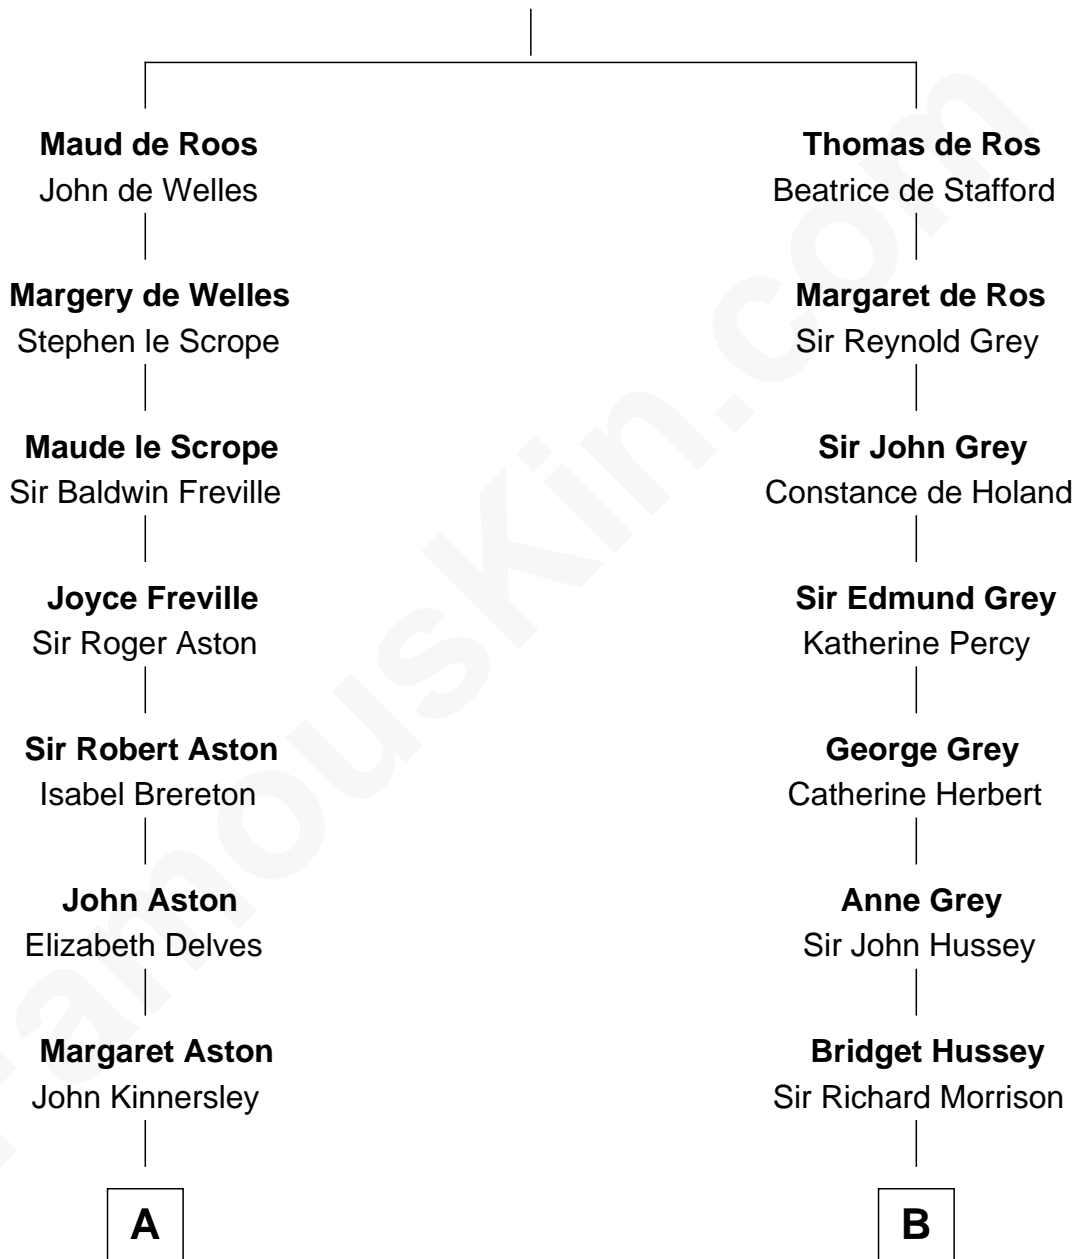 Maud de Roos
John de Welles
Margery de Welles
Stephen le Scrope
Maude le Scrope
Sir Baldwin Freville
Joyce Freville
Sir Roger Aston
Sir Robert Aston
Isabel Brereton
John Aston
Elizabeth Delves
Margaret Aston
John Kinnersley
A
Thomas de Ros
Beatrice de Stafford
Margaret de Ros
Sir Reynold Grey
Sir John Grey
Constance de Holand
Sir Edmund Grey
Katherine Percy
George Grey
Catherine Herbert
Anne Grey
Sir John Hussey
Bridget Hussey
Sir Richard Morrison
B
FamousKin.com